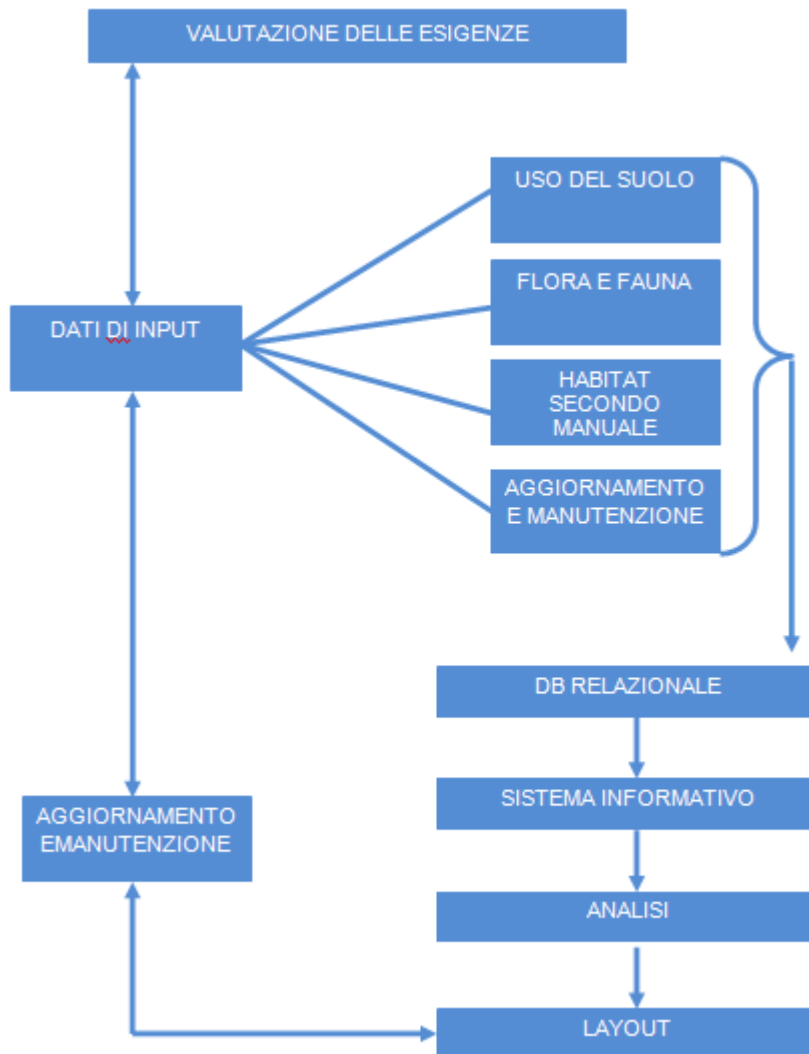 VALUTAZIONE DELLE ESIGENZE
USO DEL SUOLO
FLORA E FAUNA
DATI DI INPUT
HABITAT
SECONDO
MANUALE
AGGIORNAMENTO
E MANUTENZIONE
DB RELAZIONALE
SISTEMA INFORMATIVO
AGGIORNAMENTO
EMANUTENZIONE
ANALISI
LAYOUT